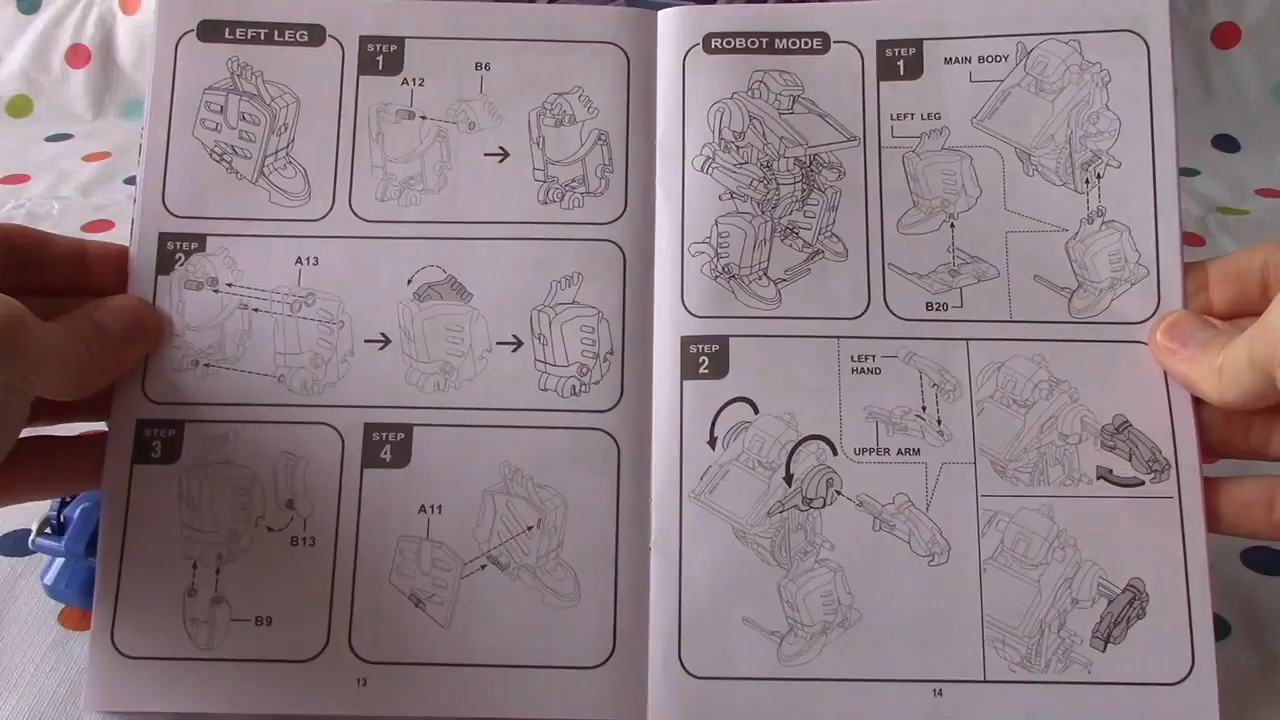 LEFT LEG
STEP
1
A12
B6
STEP
2
A13
STEP
3
B13
B9
STEP
4
A11
13
ROBOT MODE
STEP
1
MAIN BODY
LEFT LEG
B20
STEP
2
LEFT
HAND
UPPER ARM
14